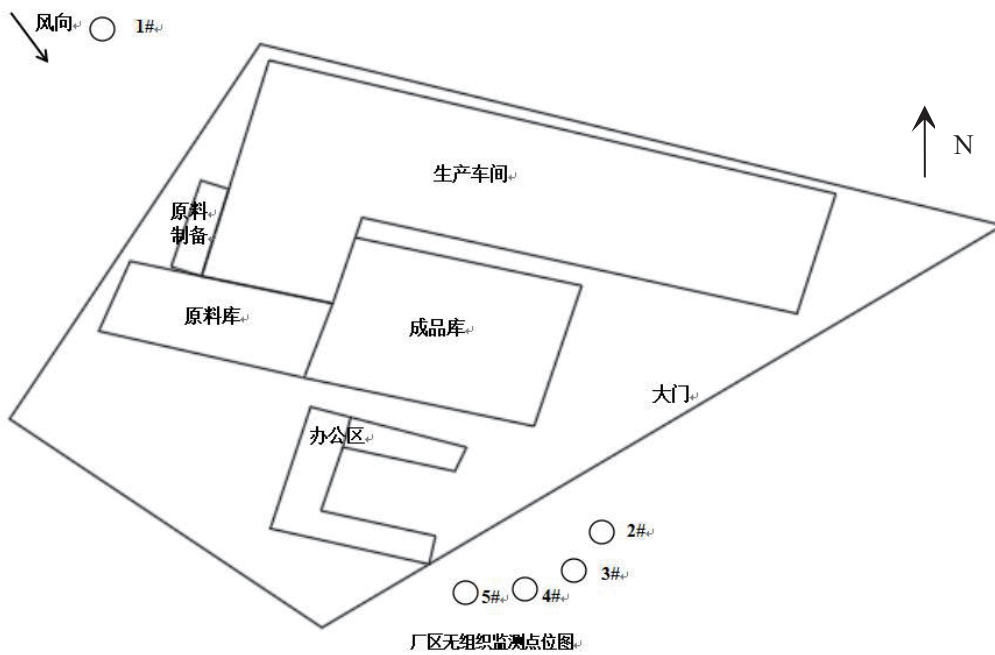 风向
1#
N
生产车间
原料
制备
原料库
成品库
大门
办公区
2#
3#
4#
5#
厂区无组织监测点位图